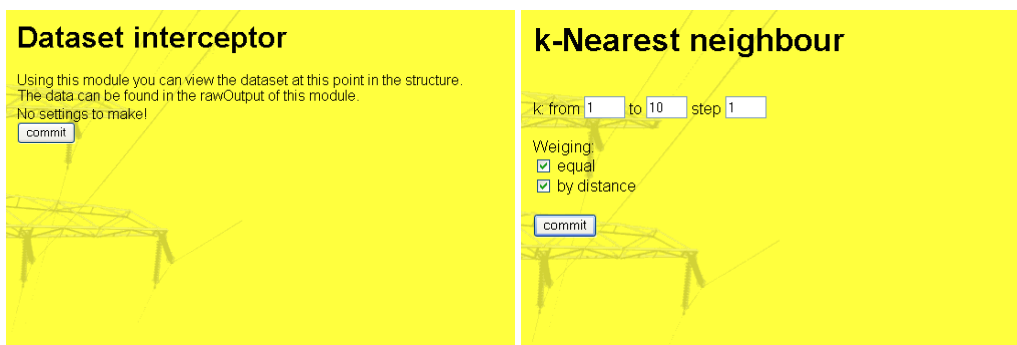 Dataset interceptor
Using this module you can view the dataset at this point in the structure.
The data can be found in the rawOutput of this module.
No settings to make!
commit
k-Nearest neighbour
k: from 1 to 10 step 1
Weiging:
equal
by distance
commit